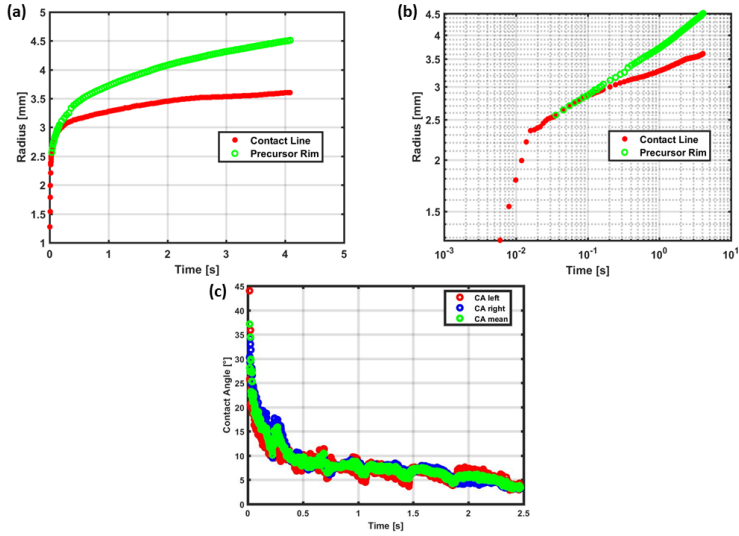 (a)
5
4.5
4
3.5
3
2.5
2
1.5
1
0
1
2
3
4
5
Radius [mm]
Time [s]
Contact Line
Precursor Rim
(b)
4.5
4
3.5
3
2.5
2
1.5
10-3
10-2
10-1
100
101
Radius [mm]
Time [s]
Contact Line
Precursor Rim
(c)
45
40
35
30
25
20
15
10
5
0
0
0.5
1
1.5
2
2.5
Contact Angle [°]
Time [s]
CA left
CA right
CA mean